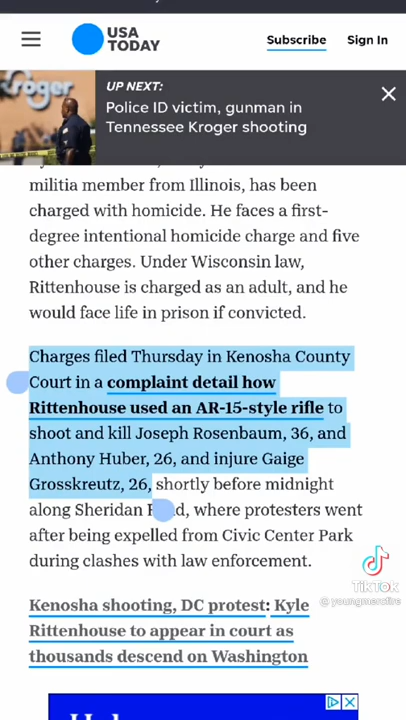 USA
TODAY
Subscribe
Sign In
Kroger
UP NEXT:
Police ID victim, gunman in
Tennessee Kroger shooting
militia member from Illinois, has been
charged with homicide. He faces a first-
degree intentional homicide charge and five
other charges. Under Wisconsin law,
Rittenhouse is charged as an adult, and he
would face life in prison if convicted.
Charges filed Thursday in Kenosha County
Court in a complaint detail how
Rittenhouse used an AR-15-style rifle to
shoot and kill Joseph Rosenbaum, 36, and
Anthony Huber, 26, and injure Gaige
Grosskreutz, 26, shortly before midnight
along Sheridan Road, where protesters went
after being expelled from Civic Center Park
during clashes with law enforcement.
TikTok
@youngmerofire
Kenosha shooting, DC protest: Kyle
Rittenhouse to appear in court as
thousands descend on Washington